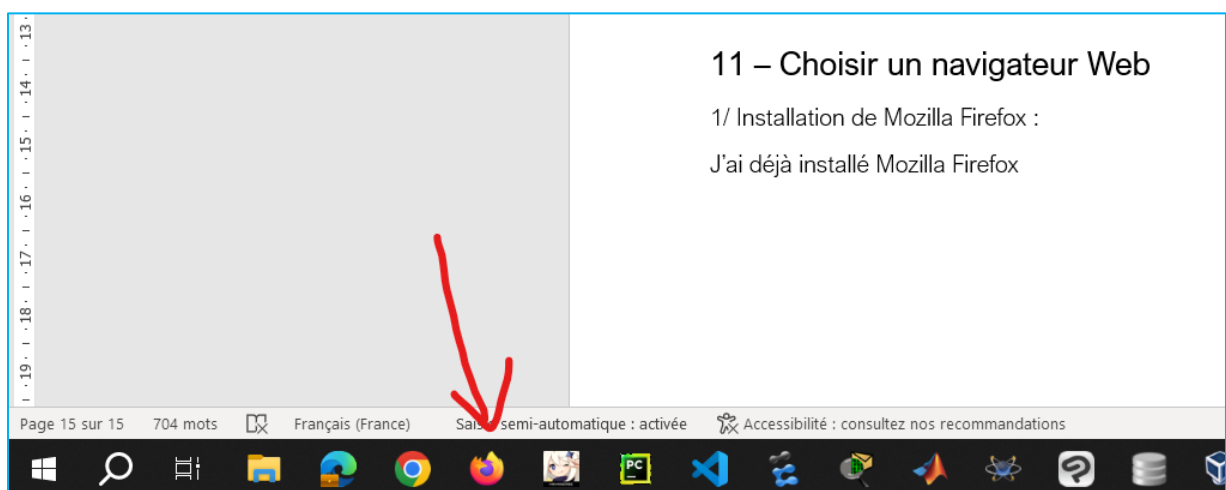 11 – Choisir un navigateur Web
1/ Installation de Mozilla Firefox :
J'ai déjà installé Mozilla Firefox
13
14
15
16
17
18
19
Page 15 sur 15 704 mots Français (France) semi-automatique : activée Accessibilité : consultez nos recommandations
PC